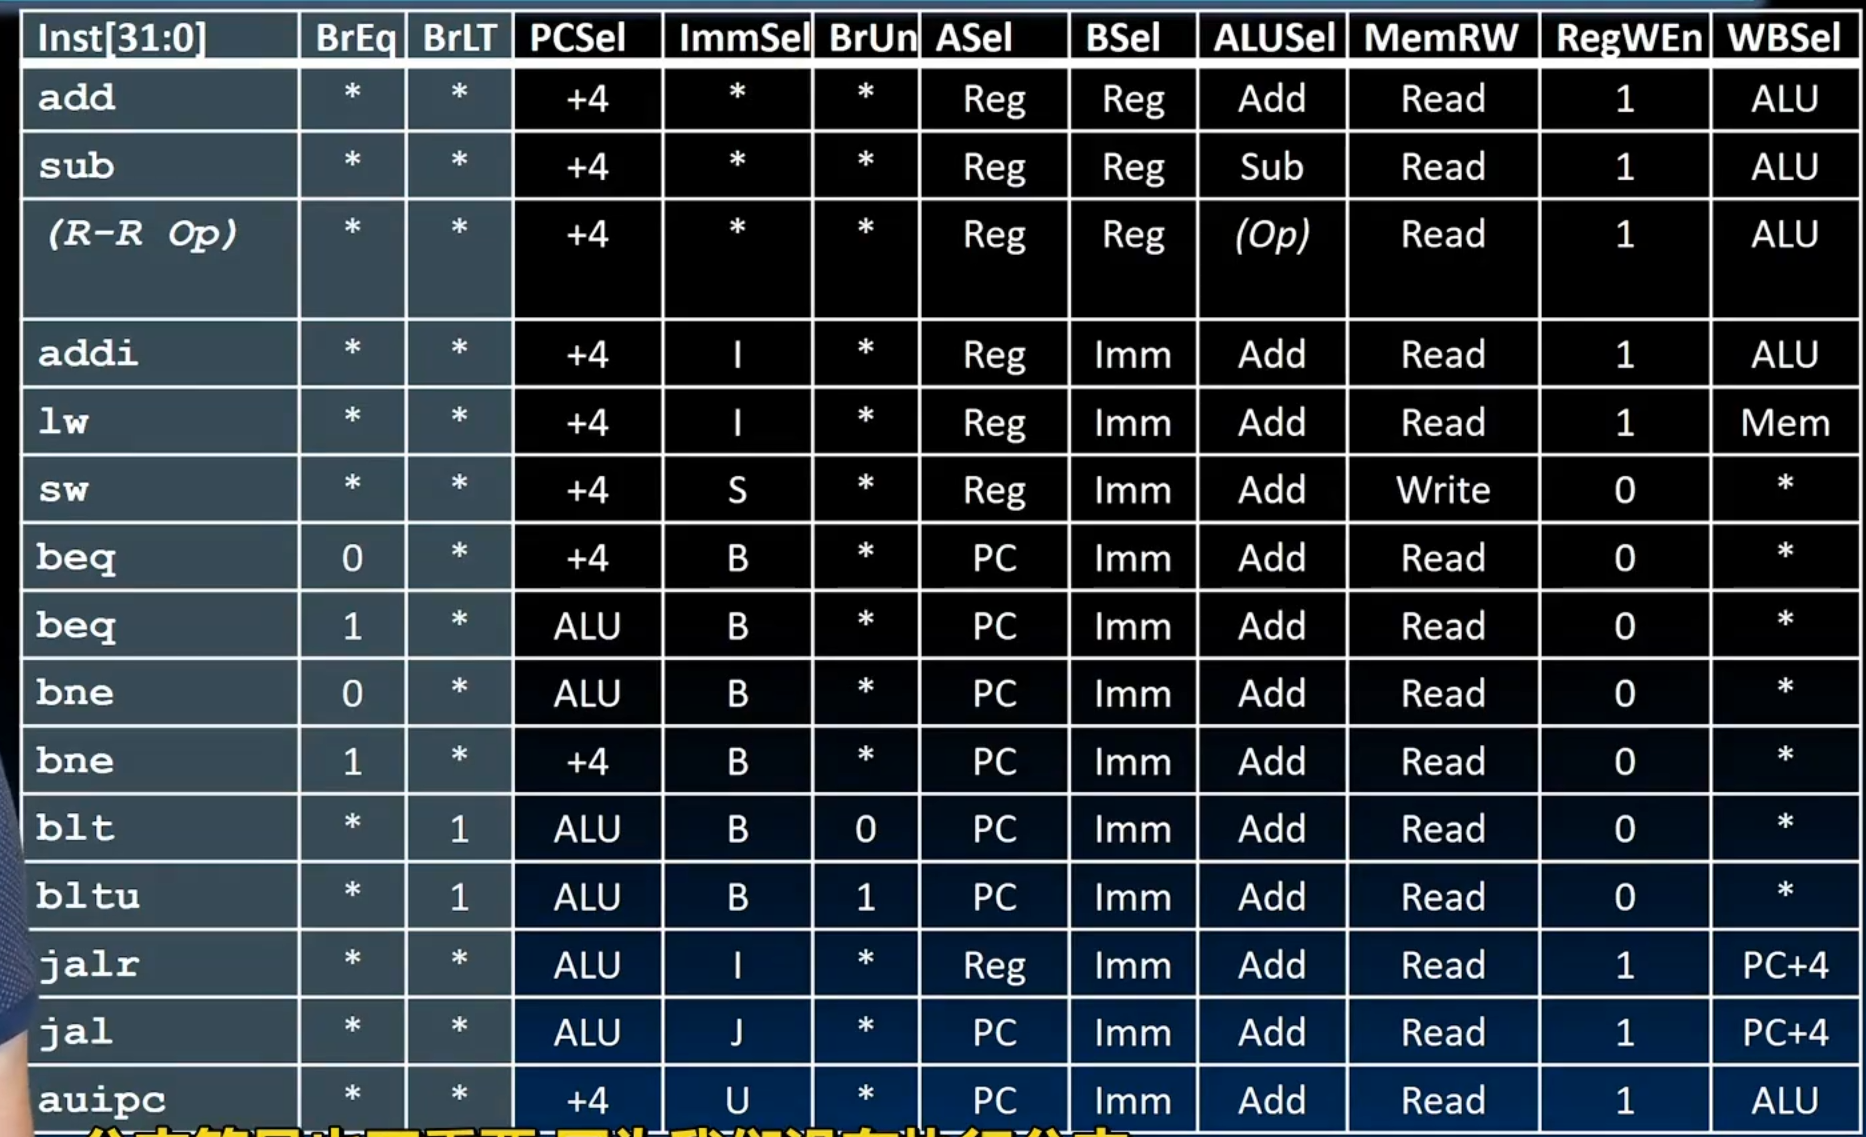 Inst[31:0] BrEq BrLT PCSel ImmSel BrUn ASel BSel ALUSel MemRW RegWEn WBSel
add * * +4 * * Reg Reg Add Read 1 ALU
sub * * +4 * * Reg Reg Sub Read 1 ALU
(R-R Op) * * +4 * * Reg Reg (Op) Read 1 ALU
addi * * +4 I * Reg Imm Add Read 1 ALU
lw * * +4 I * Reg Imm Add Read 1 Mem
sw * * +4 S * Reg Imm Add Write 0 *
beq 0 * +4 B * PC Imm Add Read 0 *
beq 1 * ALU B * PC Imm Add Read 0 *
bne 0 * ALU B * PC Imm Add Read 0 *
bne 1 * +4 B * PC Imm Add Read 0 *
blt * 1 ALU B 0 PC Imm Add Read 0 *
bltu * 1 ALU B 1 PC Imm Add Read 0 *
jalr * * ALU I * Reg Imm Add Read 1 PC+4
jal * * ALU J * PC Imm Add Read 1 PC+4
auipc * * +4 U * PC Imm Add Read 1 ALU